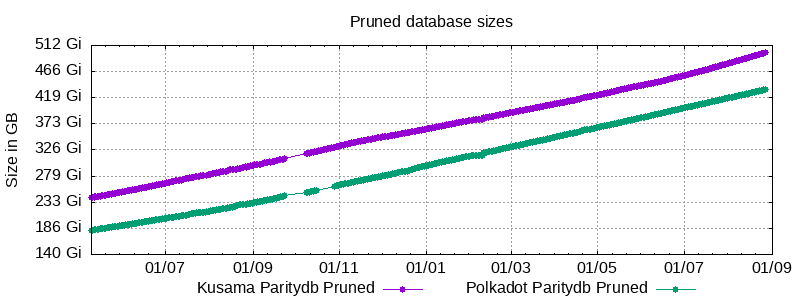 Pruned database sizes
512 Gi
466 Gi
419 Gi
373 Gi
326 Gi
279 Gi
233 Gi
186 Gi
140 Gi
Size in GB
01/07 01/09 01/11 01/01 01/03 01/05 01/07 01/09
Kusama Paritydb Pruned Polkadot Paritydb Pruned